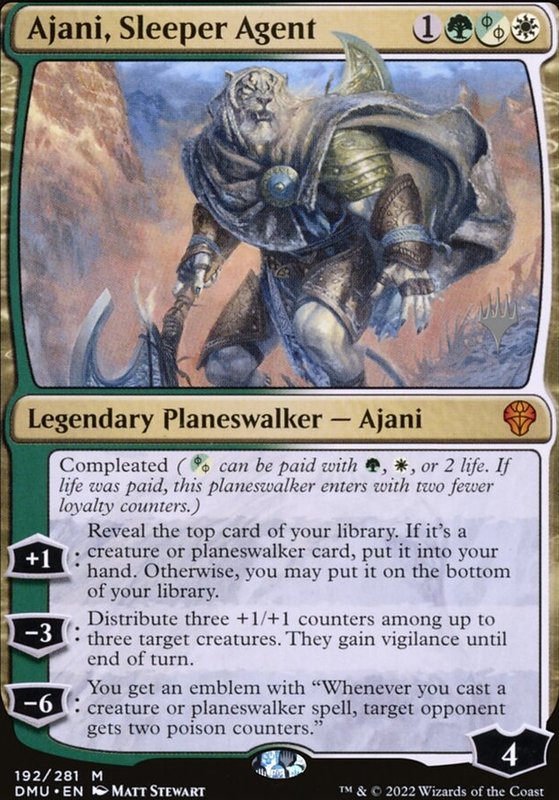 Ajani, Sleeper Agent 1
Legendary Planeswalker — Ajani
Compleated ( can be paid with , , or 2 life. If
life was paid, this planeswalker enters with two fewer
loyalty counters.)
+1: Reveal the top card of your library. If it's a
creature or planeswalker card, put it into your
hand. Otherwise, you may put it on the bottom
of your library.
−3: Distribute three +1/+1 counters among up to
three target creatures. They gain vigilance until
end of turn.
−6: You get an emblem with “Whenever you cast a
creature or planeswalker spell, target opponent
gets two poison counters.”
4
192/281 M
DMU • EN Matt Stewart ™ & © 2022 Wizards of the Coast